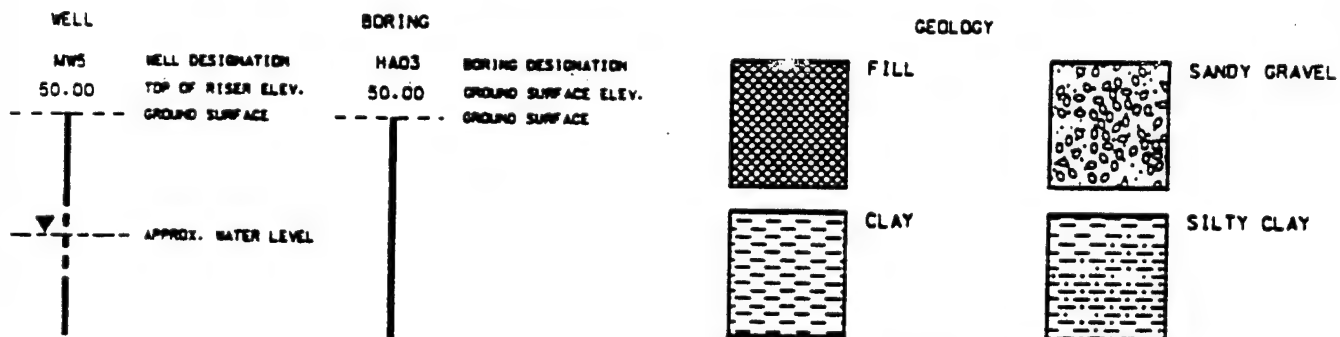 WELL
MW5 WELL DESIGNATION
50.00 TOP OF RISER ELEV.
GROUND SURFACE
APPROX. WATER LEVEL
BORING
HA03 BORING DESIGNATION
50.00 GROUND SURFACE ELEV.
GROUND SURFACE
GEOLOGY
FILL
SANDY GRAVEL
CLAY
SILTY CLAY